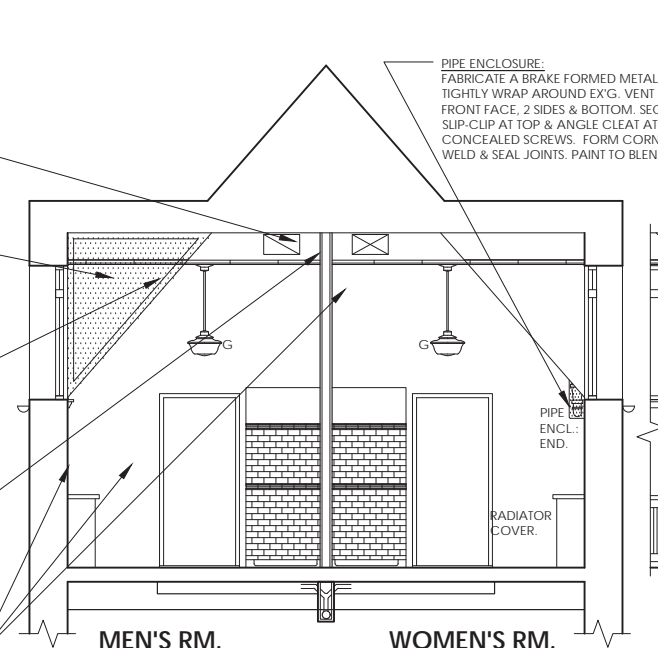 PIPE ENCLOSURE:
FABRICATE A BRAKE FORMED METAL
TIGHTLY WRAP AROUND EX'G. VENT
FRONT FACE, 2 SIDES & BOTTOM. SEC
SLIP-CLIP AT TOP & ANGLE CLEAT AT
CONCEALED SCREWS. FORM CORN
WELD & SEAL JOINTS. PAINT TO BLEN
G
G
PIPE
ENCL.:
END.
RADIATOR
COVER.
MEN'S RM.
WOMEN'S RM.